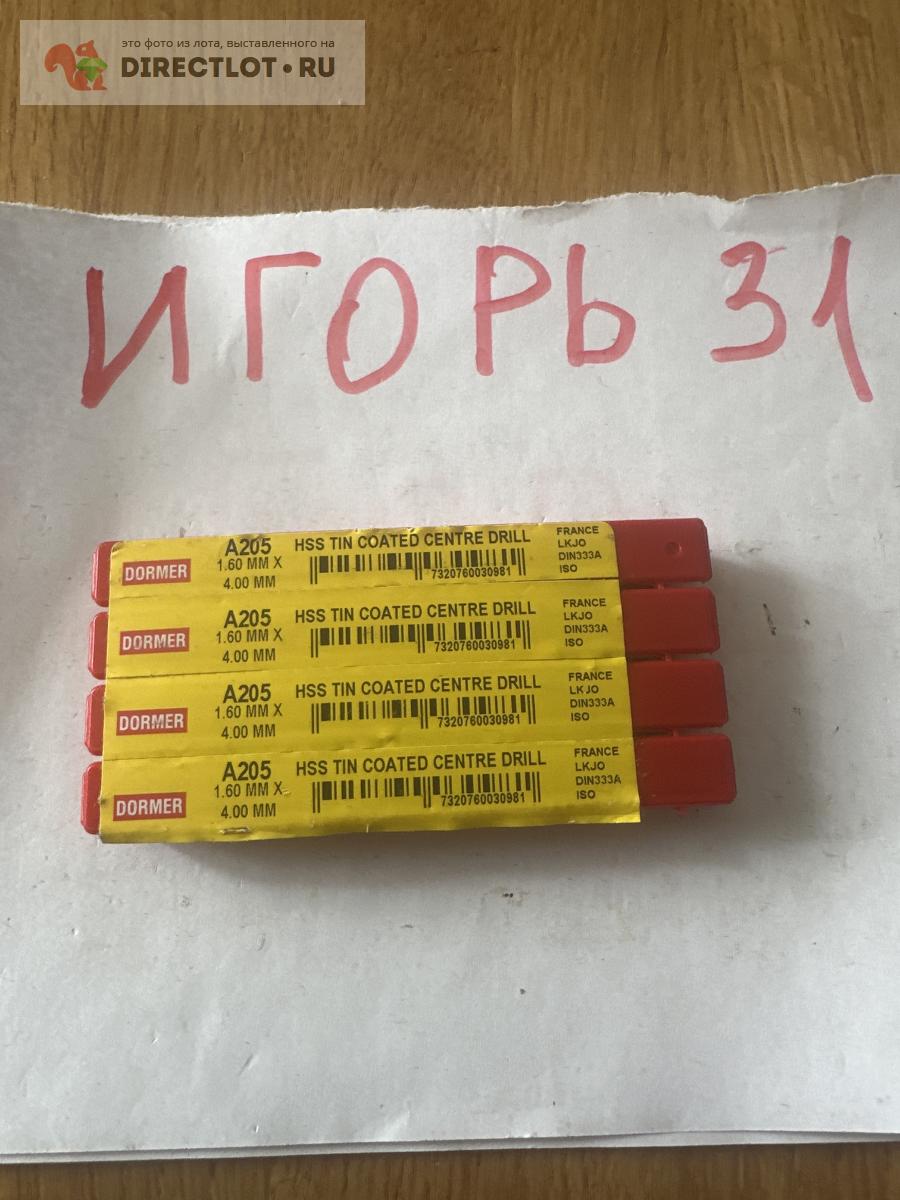 это фото из лота, выставленного на
DIRECTLOT•RU
ИГОРЬ 31
DORMER
A205
1.60 MM X
4.00 MM
HSS TIN COATED CENTRE DRILL
7320760030981
FRANCE
LKJO
DIN333A
ISO
DORMER
A205
1.60 MM X
4.00 MM
HSS TIN COATED CENTRE DRILL
7320760030981
FRANCE
LKJO
DIN333A
ISO
DORMER
A205
1.60 MM X
4.00 MM
HSS TIN COATED CENTRE DRILL
7320760030981
FRANCE
LKJO
DIN333A
ISO
DORMER
A205
1.60 MM X
4.00 MM
HSS TIN COATED CENTRE DRILL
7320760030981
FRANCE
LKJO
DIN333A
ISO